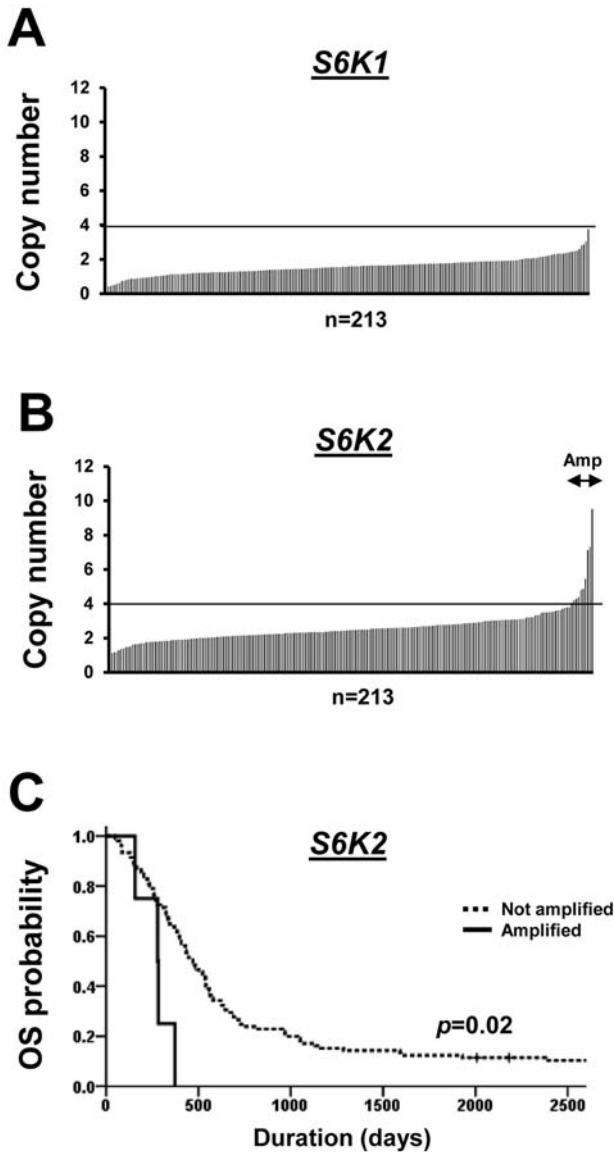 A
S6K1
Copy number
12
10
8
6
4
2
0
n=213
B
S6K2
Amp
Copy number
12
10
8
6
4
2
0
n=213
C
S6K2
OS probability
1.0
0.8
0.6
0.4
0.2
0.0
Not amplified
Amplified
p=0.02
0 500 1000 1500 2000 2500
Duration (days)